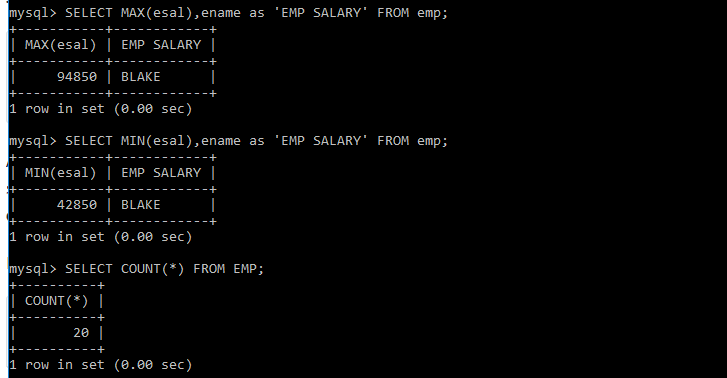 mysql> SELECT MAX(esal),ename as 'EMP SALARY' FROM emp;
+-----------+------------+
| MAX(esal) | EMP SALARY |
+-----------+------------+
|     94850 | BLAKE      |
+-----------+------------+
1 row in set (0.00 sec)

mysql> SELECT MIN(esal),ename as 'EMP SALARY' FROM emp;
+-----------+------------+
| MIN(esal) | EMP SALARY |
+-----------+------------+
|     42850 | BLAKE      |
+-----------+------------+
1 row in set (0.00 sec)

mysql> SELECT COUNT(*) FROM EMP;
+----------+
| COUNT(*) |
+----------+
|       20 |
+----------+
1 row in set (0.00 sec)